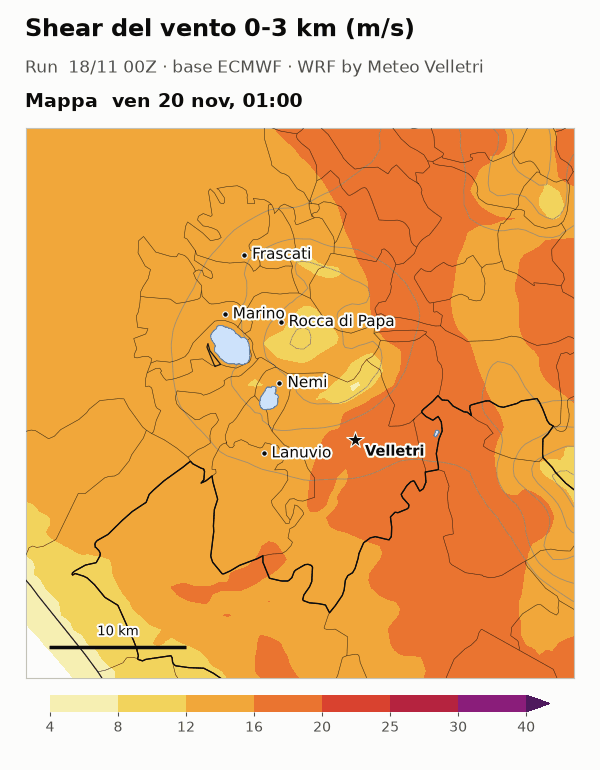 Shear del vento 0-3 km (m/s)
Run  18/11 00Z · base ECMWF · WRF by Meteo Velletri
Mappa  ven 20 nov, 01:00
Frascati
Marino
Rocca di Papa
Nemi
Lanuvio
Velletri
10 km
4 8 12 16 20 25 30 40